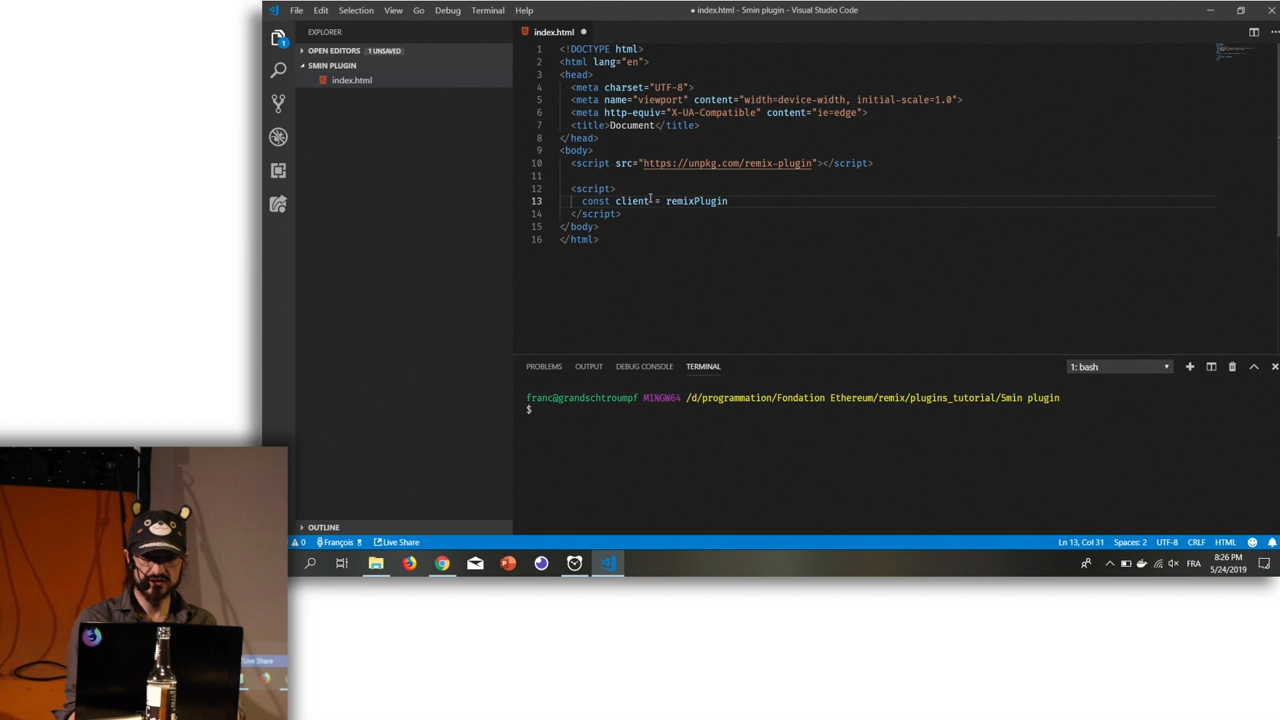 File Edit Selection View Go Debug Terminal Help
● index.html - 5min plugin - Visual Studio Code
EXPLORER
OPEN EDITORS 1 UNSAVED
5MIN PLUGIN
index.html
OUTLINE
index.html ●
1 <!DOCTYPE html>
2 <html lang="en">
3 <head>
4 <meta charset="UTF-8">
5 <meta name="viewport" content="width=device-width, initial-scale=1.0">
6 <meta http-equiv="X-UA-Compatible" content="ie=edge">
7 <title>Document</title>
8 </head>
9 <body>
10 <script src="https://unpkg.com/remix-plugin"></script>
11
12 <script>
13 const client = remixPlugin
14 </script>
15 </body>
16 </html>
PROBLEMS OUTPUT DEBUG CONSOLE TERMINAL
1: bash
franc@grandschtroumpf MINGW64 /d/programmation/Fondation Ethereum/remix/plugins_tutorial/5min plugin
$
0 François Live Share
Ln 13, Col 31 Spaces: 2 UTF-8 CRLF HTML
FRA
8:26 PM
5/24/2019
Live Share